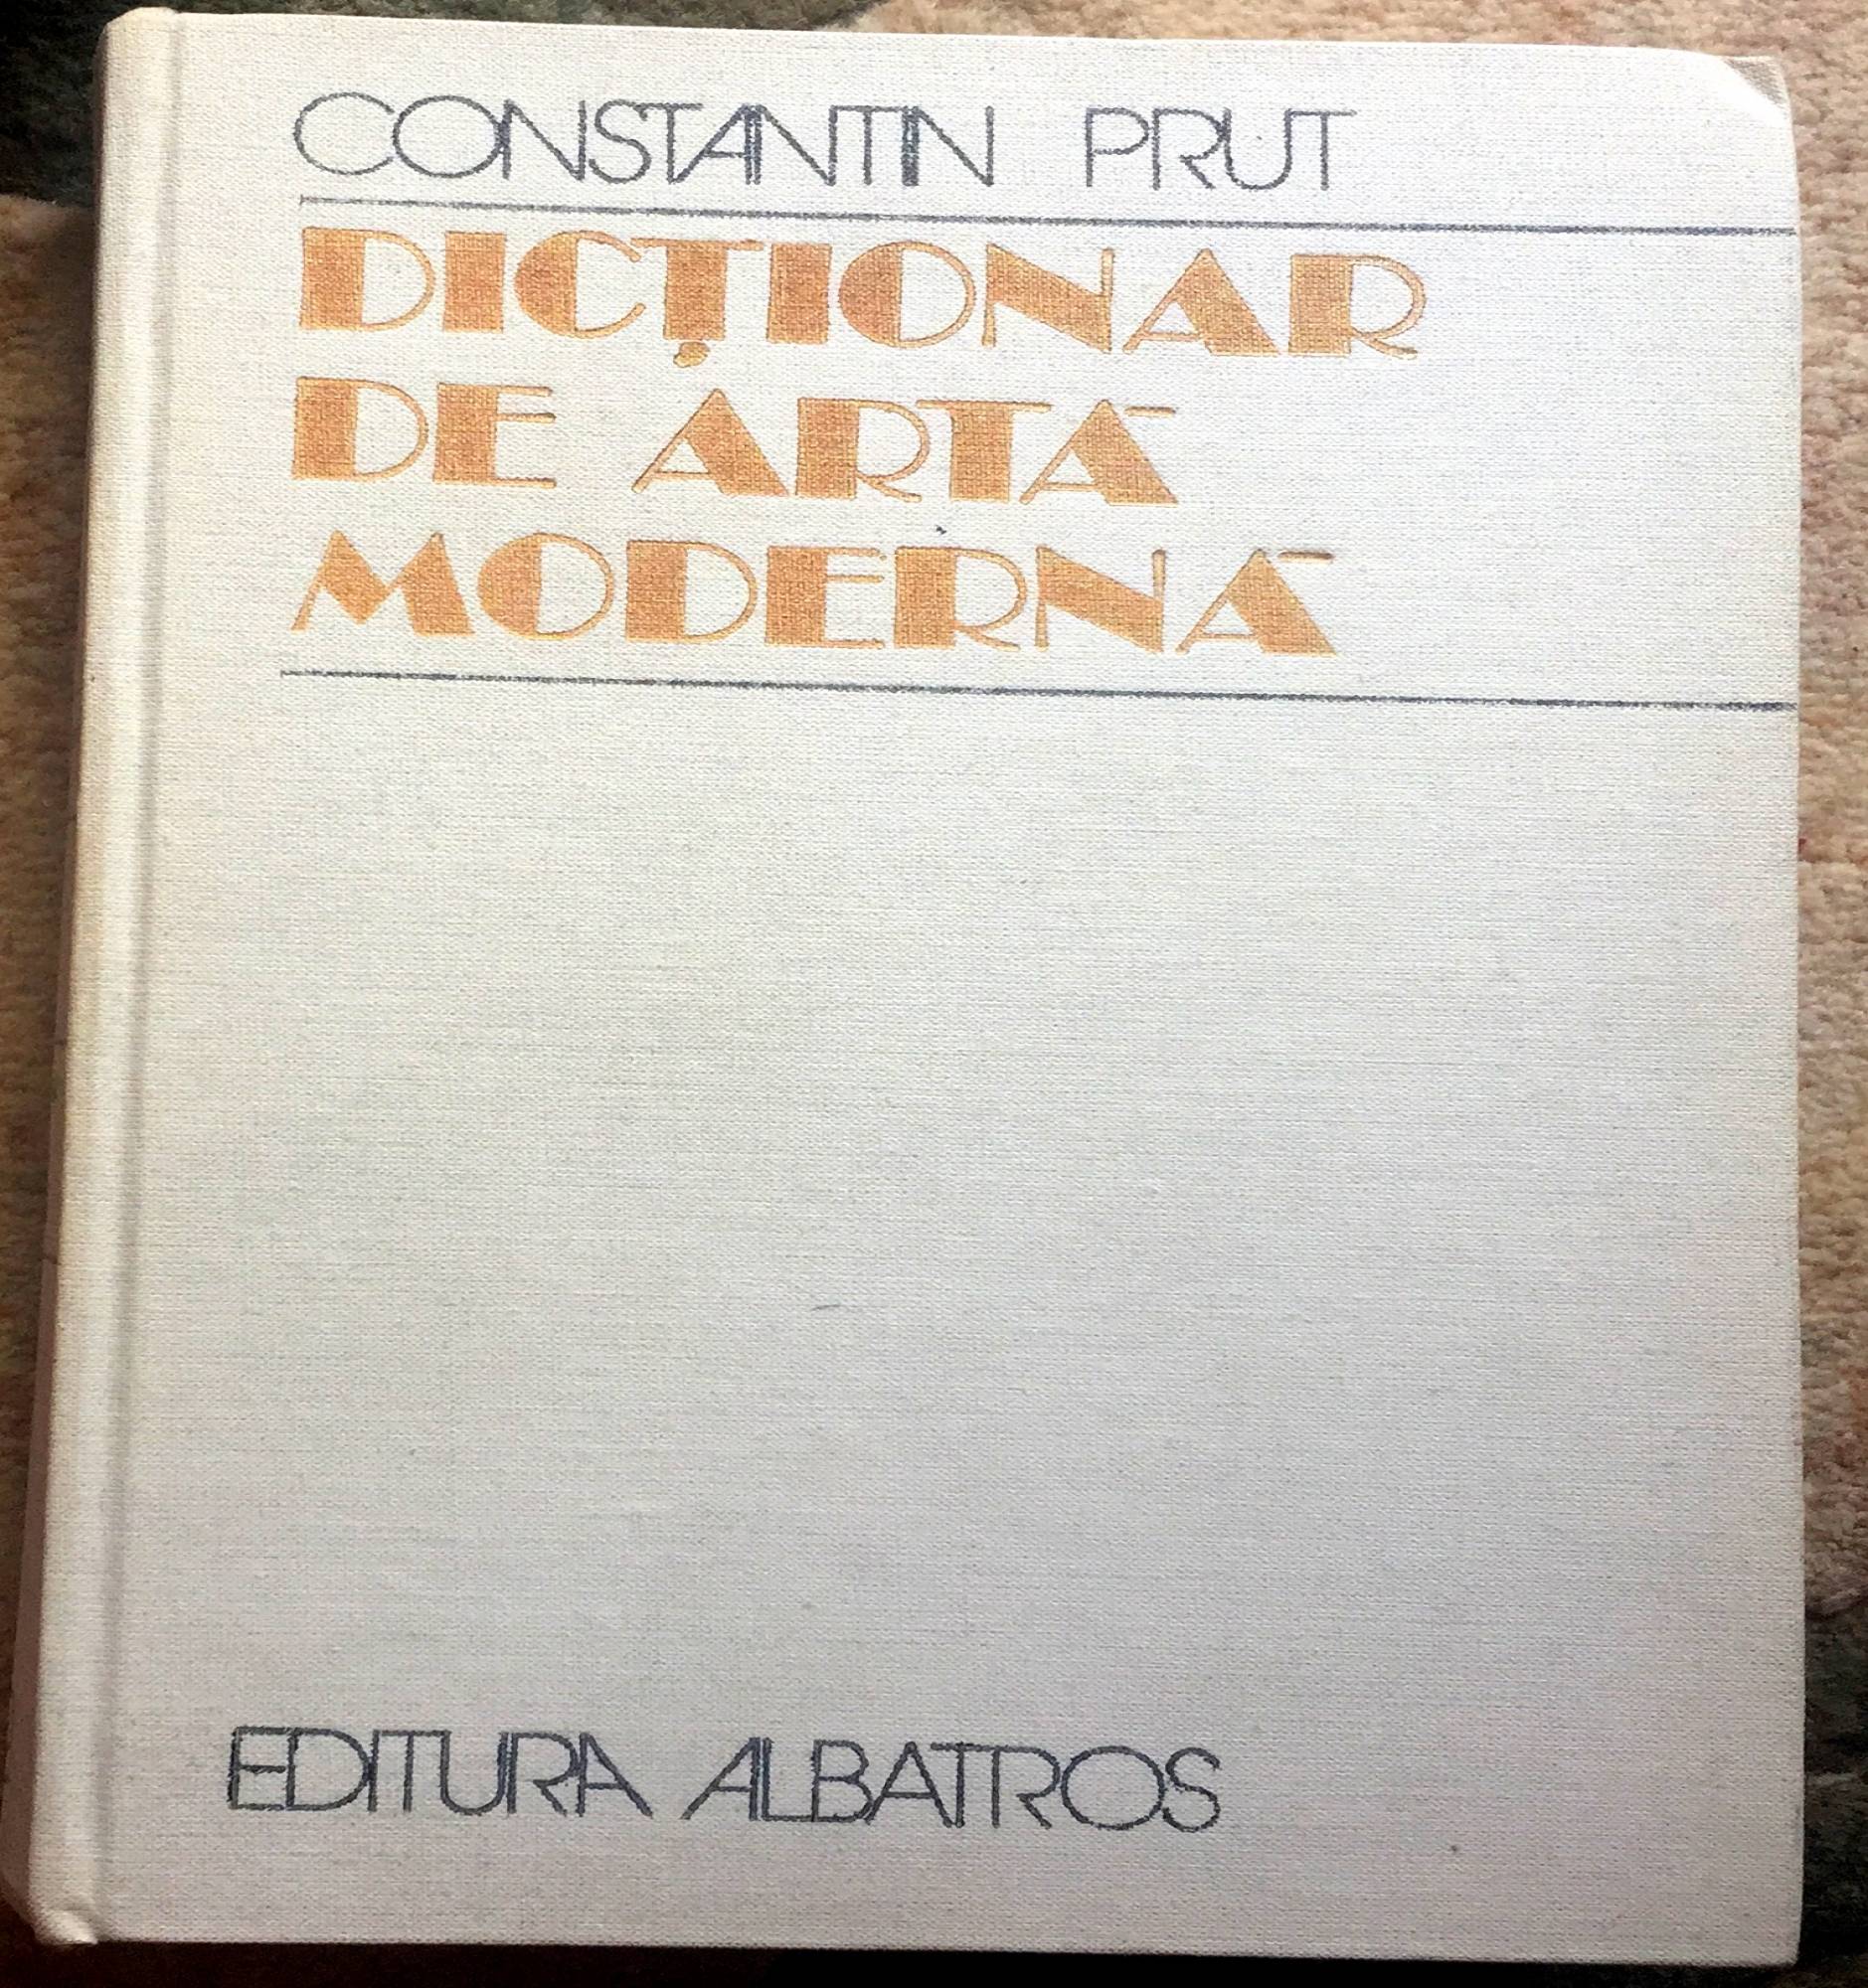 CONSTANTIN PRUT
DICȚIONAR
DE ARTĂ
MODERNĂ
EDITURA ALBATROS